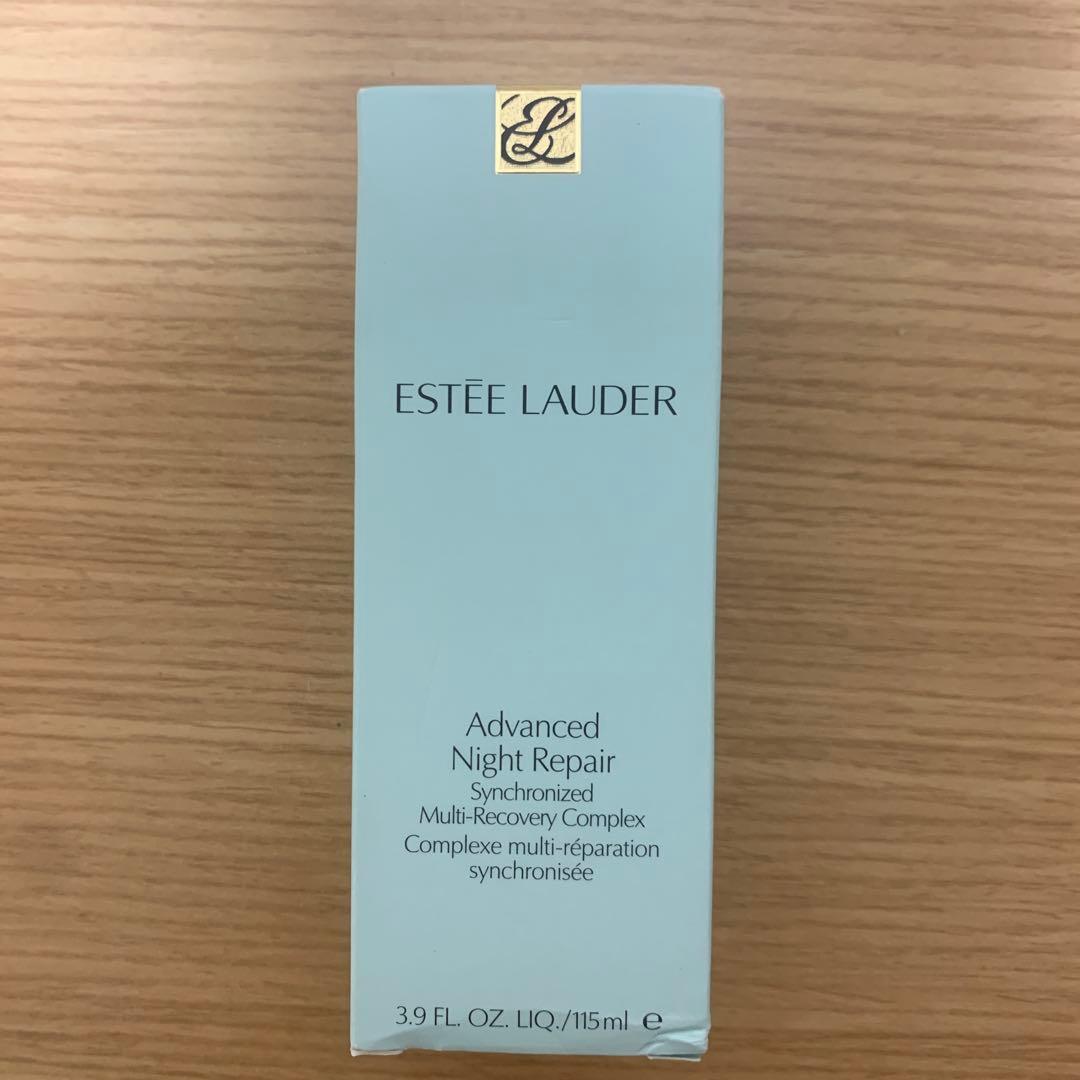 EL
ESTĒE LAUDER
Advanced
Night Repair
Synchronized
Multi-Recovery Complex
Complexe multi-réparation
synchronisée
3.9 FL. OZ. LIQ./115ml ℮